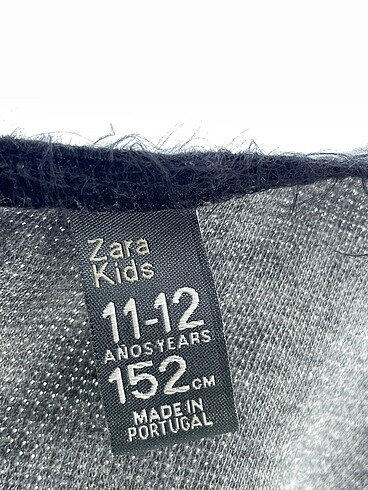 Zara
Kids
11-12
AÑOS YEARS
152 CM
MADE IN
PORTUGAL